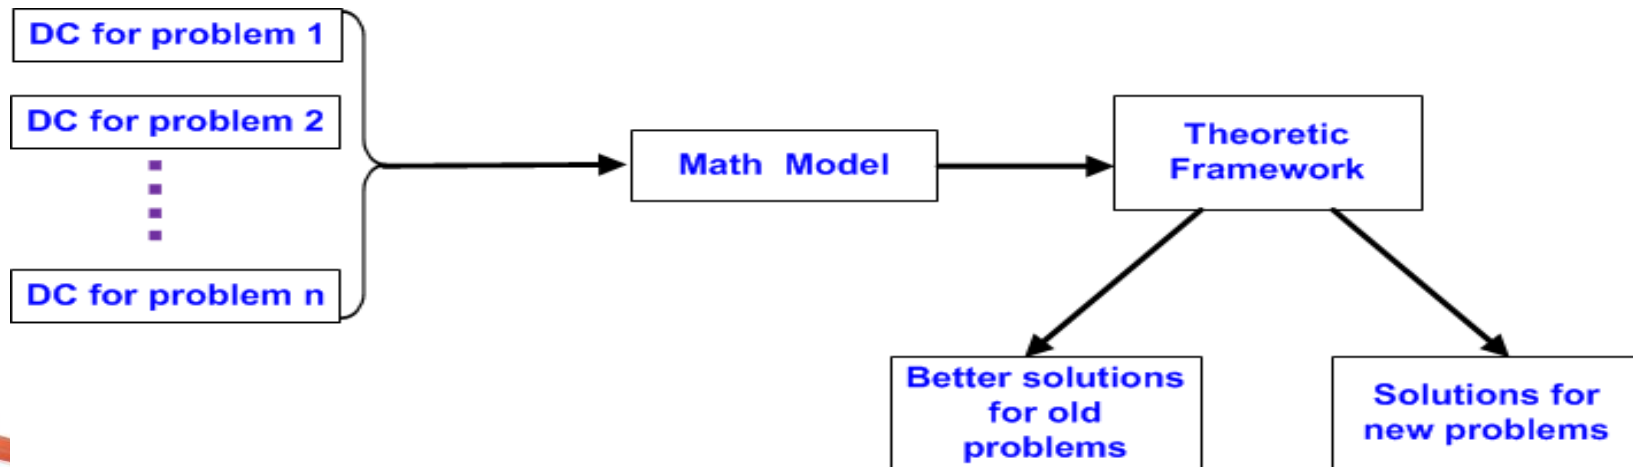 DC for problem 1
DC for problem 2
DC for problem n
Math Model
Theoretic
Framework
Better solutions
for old
problems
Solutions for
new problems